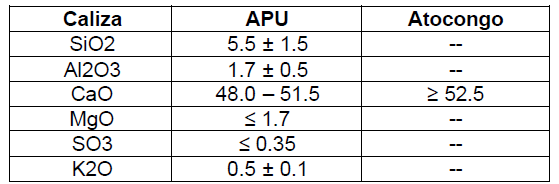 Caliza APU Atocongo
SiO2 5.5 ± 1.5 --
Al2O3 1.7 ± 0.5 --
CaO 48.0 – 51.5 ≥ 52.5
MgO ≤ 1.7 --
SO3 ≤ 0.35 --
K2O 0.5 ± 0.1 --